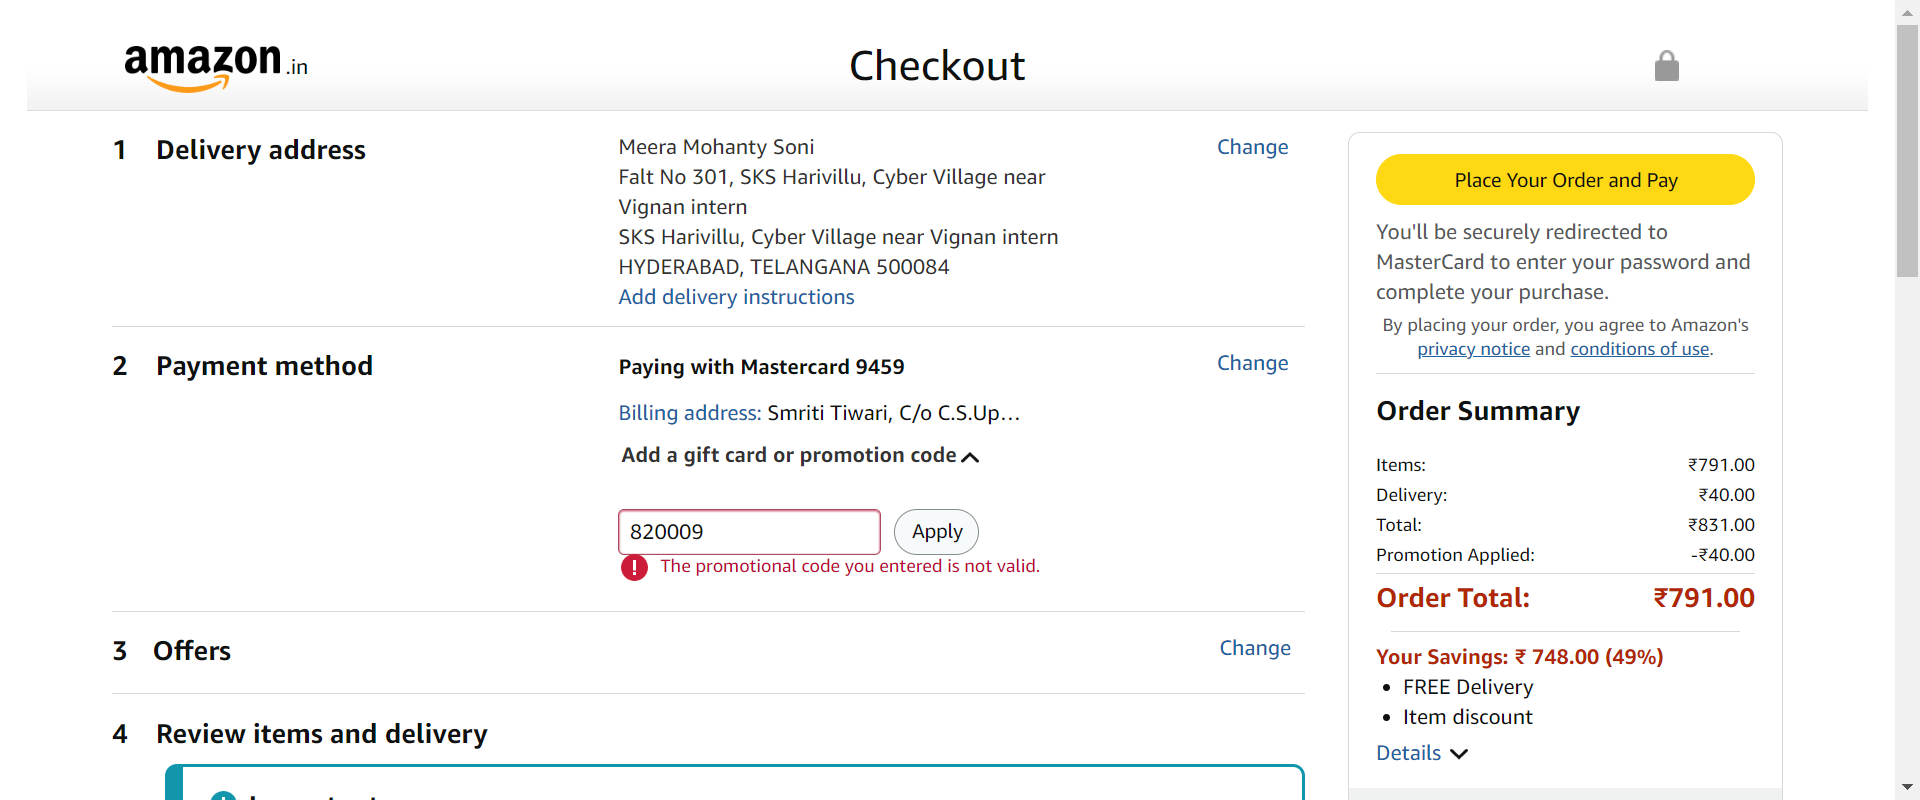 amazon.in
Checkout
1 Delivery address
Meera Mohanty Soni
Falt No 301, SKS Harivillu, Cyber Village near
Vignan intern
SKS Harivillu, Cyber Village near Vignan intern
HYDERABAD, TELANGANA 500084
Add delivery instructions
Change
2 Payment method
Paying with Mastercard 9459
Change
Billing address: Smriti Tiwari, C/o C.S.Up...
Add a gift card or promotion code
820009
Apply
The promotional code you entered is not valid.
3 Offers
Change
4 Review items and delivery
Place Your Order and Pay
You'll be securely redirected to
MasterCard to enter your password and
complete your purchase.
By placing your order, you agree to Amazon's
privacy notice and conditions of use.
Order Summary
Items: ₹791.00
Delivery: ₹40.00
Total: ₹831.00
Promotion Applied: -₹40.00
Order Total: ₹791.00
Your Savings: ₹ 748.00 (49%)
• FREE Delivery
• Item discount
Details